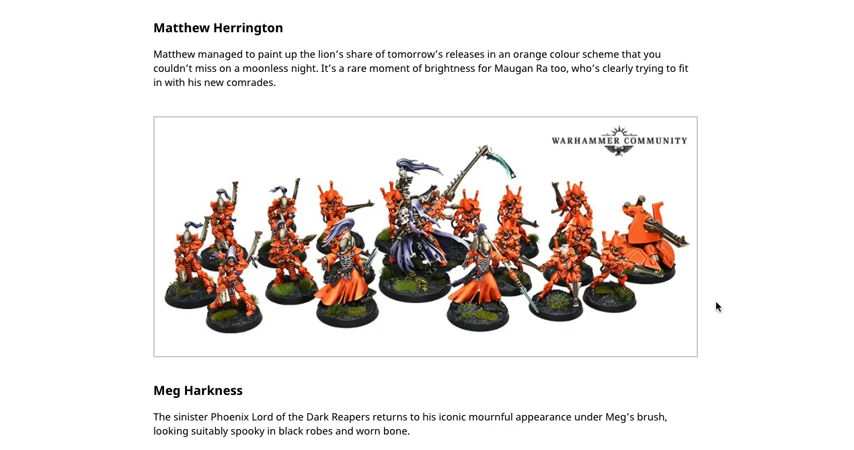 Matthew Herrington
Matthew managed to paint up the lion’s share of tomorrow’s releases in an orange colour scheme that you
couldn’t miss on a moonless night. It’s a rare moment of brightness for Maugan Ra too, who’s clearly trying to fit
in with his new comrades.
WARHAMMER COMMUNITY
Meg Harkness
The sinister Phoenix Lord of the Dark Reapers returns to his iconic mournful appearance under Meg’s brush,
looking suitably spooky in black robes and worn bone.